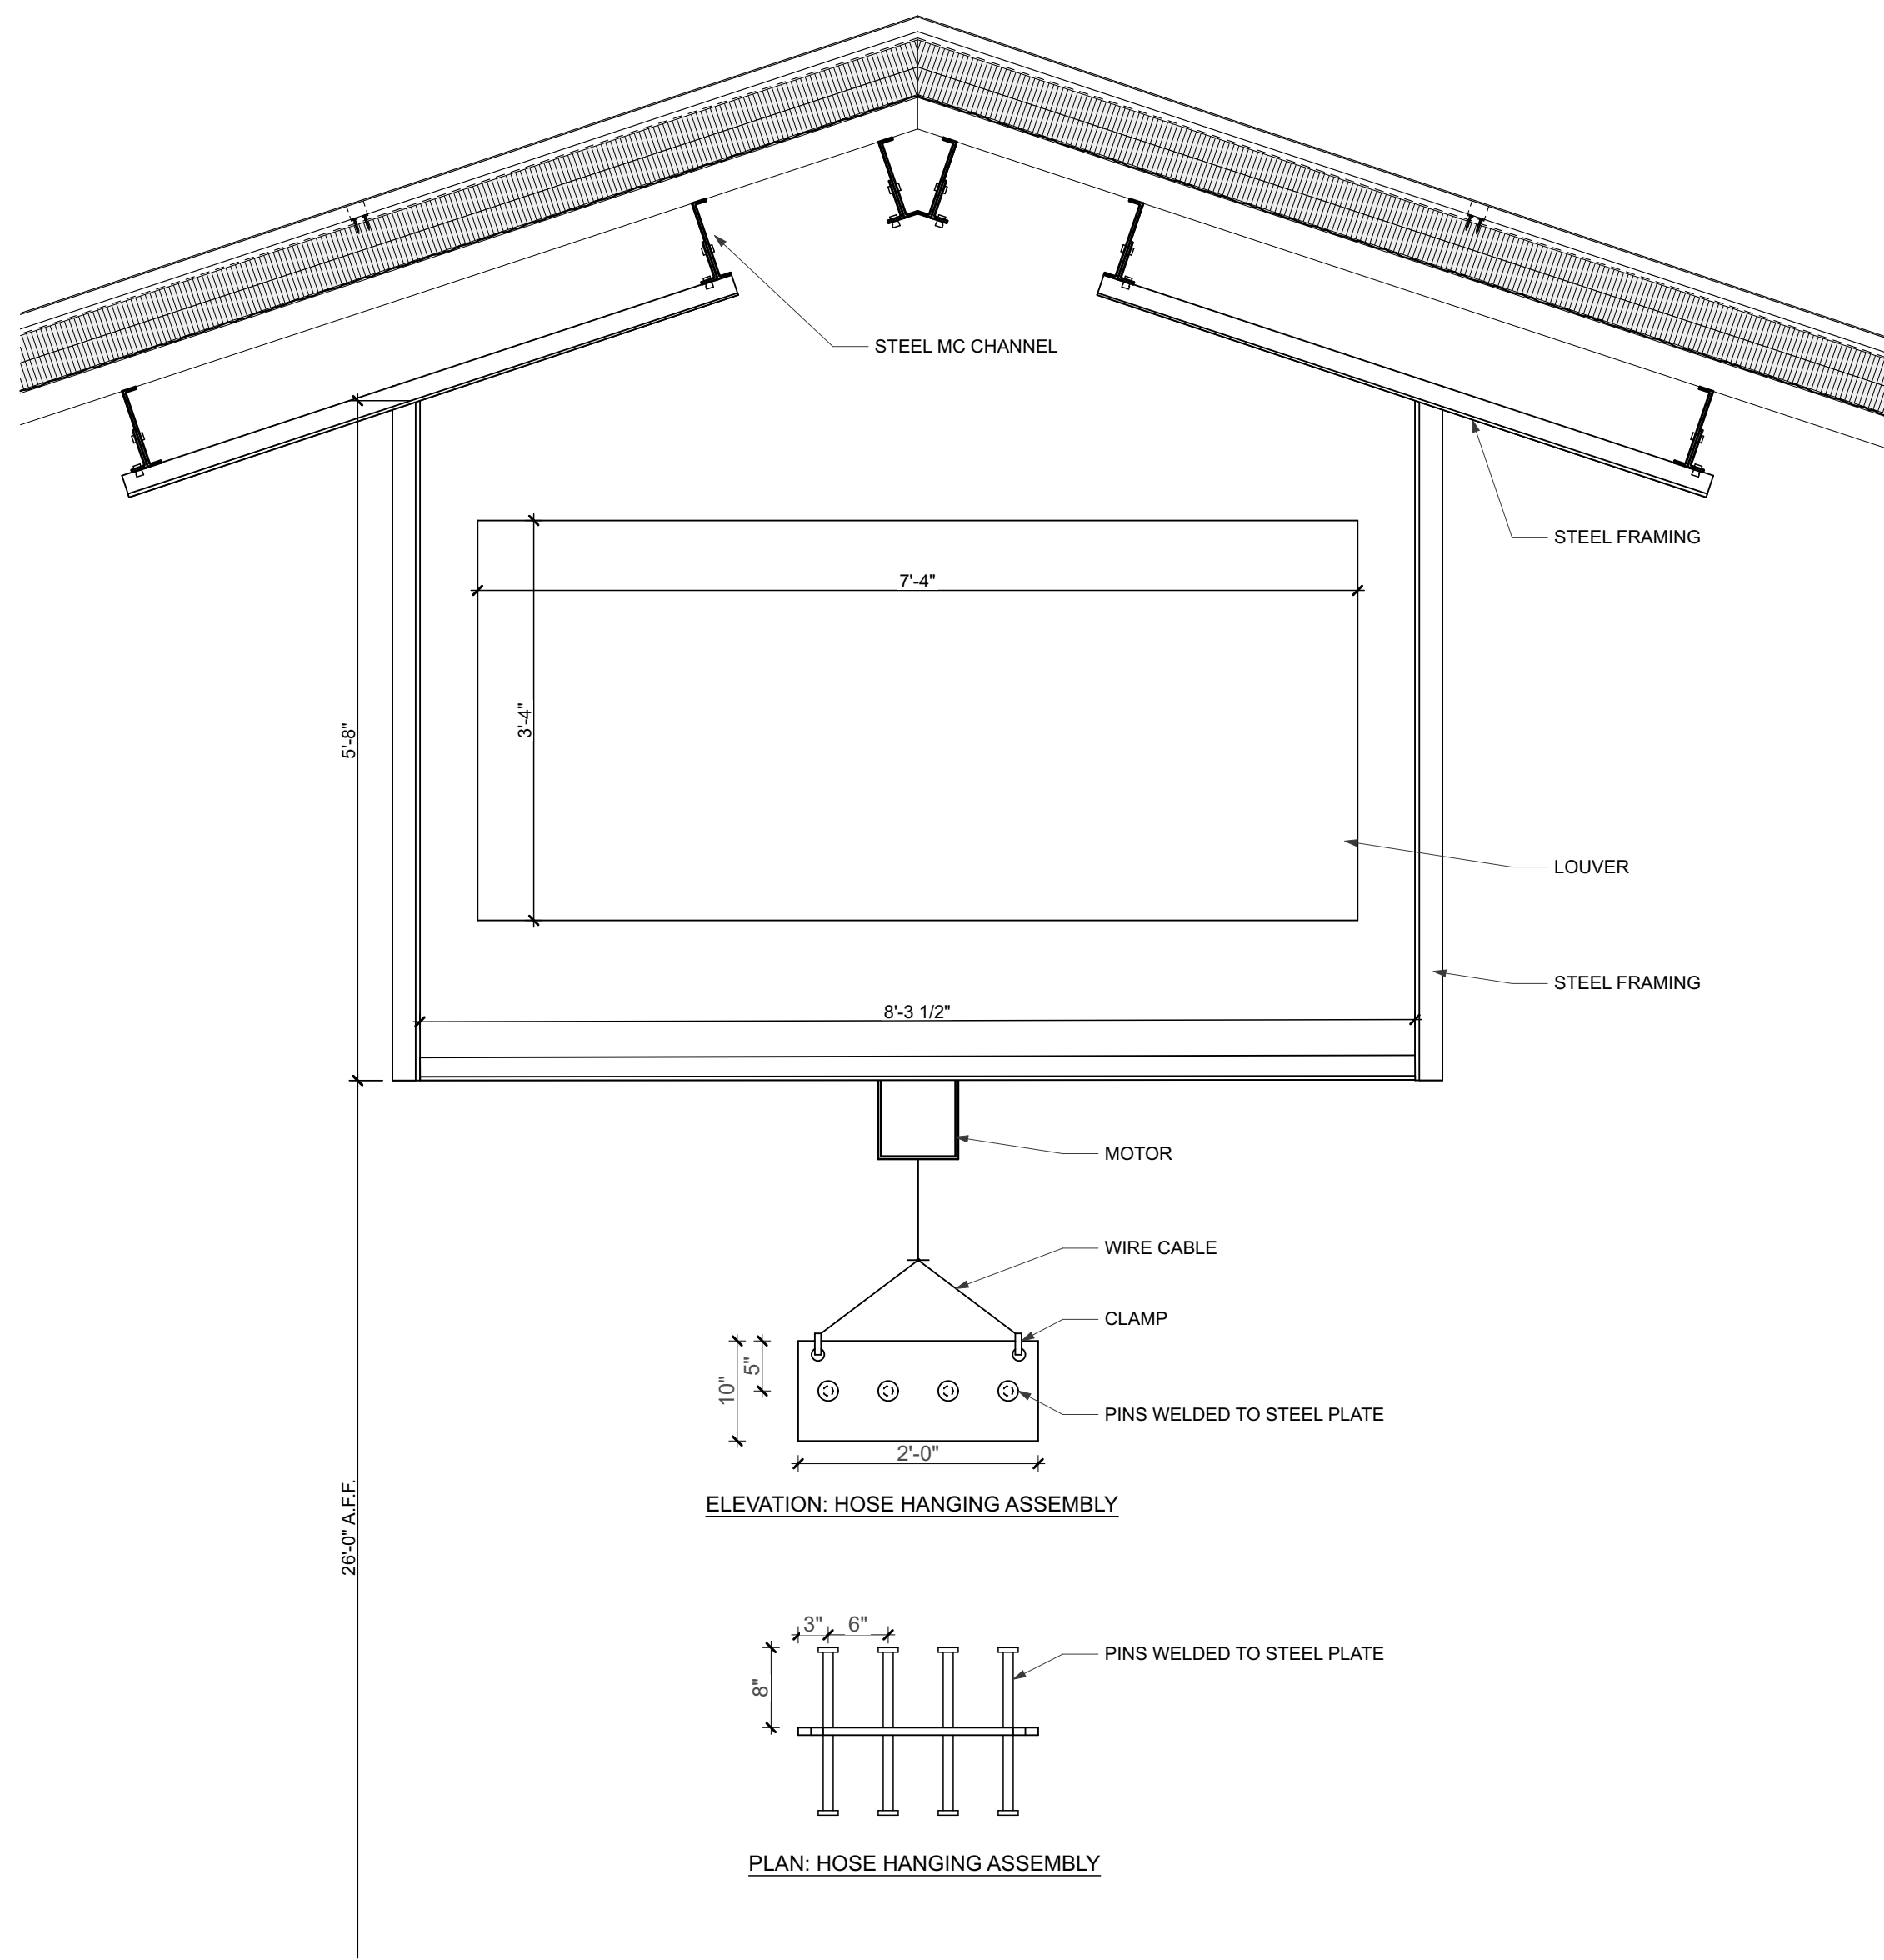 STEEL MC CHANNEL
STEEL FRAMING
7'-4"
3'-4"
5'-8"
LOUVER
STEEL FRAMING
8'-3 1/2"
MOTOR
WIRE CABLE
CLAMP
5"
10"
PINS WELDED TO STEEL PLATE
2'-0"
ELEVATION: HOSE HANGING ASSEMBLY
26'-0" A.F.F.
3"
6"
PINS WELDED TO STEEL PLATE
8"
PLAN: HOSE HANGING ASSEMBLY